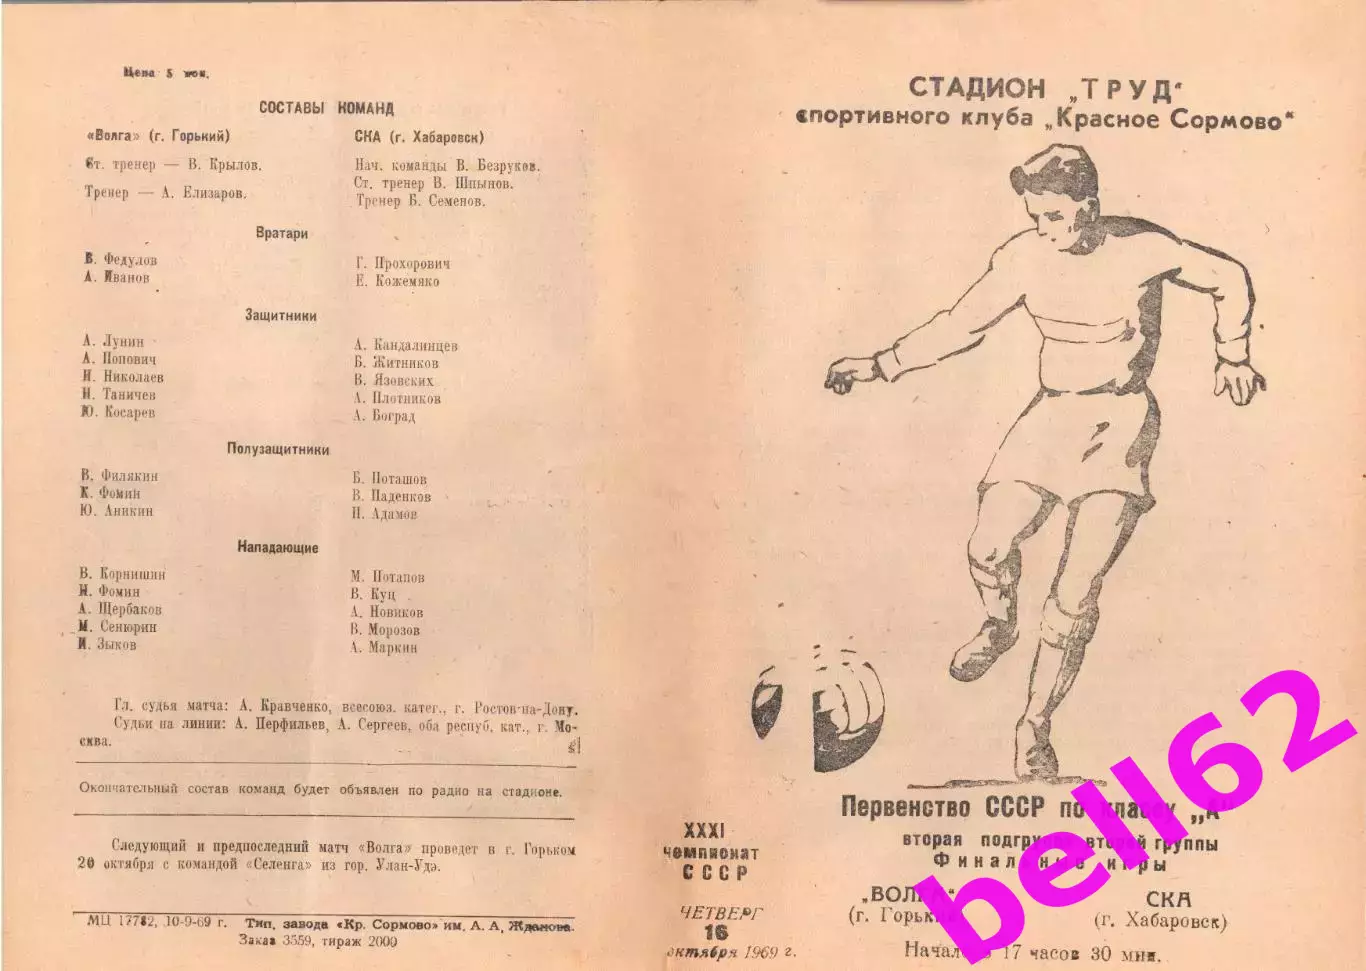 Цена 5 коп.
СОСТАВЫ КОМАНД
«Волга» (г. Горький)
Ст. тренер — В. Крылов.
Тренер — А. Елизаров.
СКА (г. Хабаровск)
Нач. команды В. Безруков.
Ст. тренер В. Шпынов.
Тренер Б. Семенов.
Вратари
В. Федулов
А. Иванов
Г. Прохорович
Е. Кожемяко
Защитники
А. Лунин
А. Попович
И. Николаев
Н. Таничев
Ю. Косарев
А. Кандалинцев
Б. Житников
В. Язовских
А. Плотников
А. Боград
Полузащитники
В. Филякин
К. Фомин
Ю. Аникин
Б. Поташов
В. Паденков
Н. Адамов
Нападающие
В. Корнишин
Н. Фомин
А. Щербаков
М. Сенюрин
И. Зыков
М. Потапов
В. Куц
А. Новиков
В. Морозов
А. Маркин
Гл. судья матча: А. Кравченко, всесоюз. катег., г. Ростов-на-Дону.
Судьи на линии: А. Перфильев, А. Сергеев, оба респуб. кат., г. Мо-
сква.
Окончательный состав команд будет объявлен по радио на стадионе.
Следующий и предпоследний матч «Волга» проведет в г. Горьком
20 октября с командой «Селенга» из гор. Улан-Удэ.
МЦ 17782, 10-9-69 г. Тип. завода «Кр. Сормово» им. А. А. Жданова.
Заказ 3559, тираж 2000
СТАДИОН „ТРУД"
спортивного клуба „Красное Сормово"
XXXI
чемпионат
СССР
ЧЕТВЕРГ
16
октября 1969 г.
Первенство СССР по классу „А"
вторая подгруппа второй группы
Финальные игры
„ВОЛГА"
(г. Горький)
СКА
(г. Хабаровск)
Начало в 17 часов 30 мин.
bell62